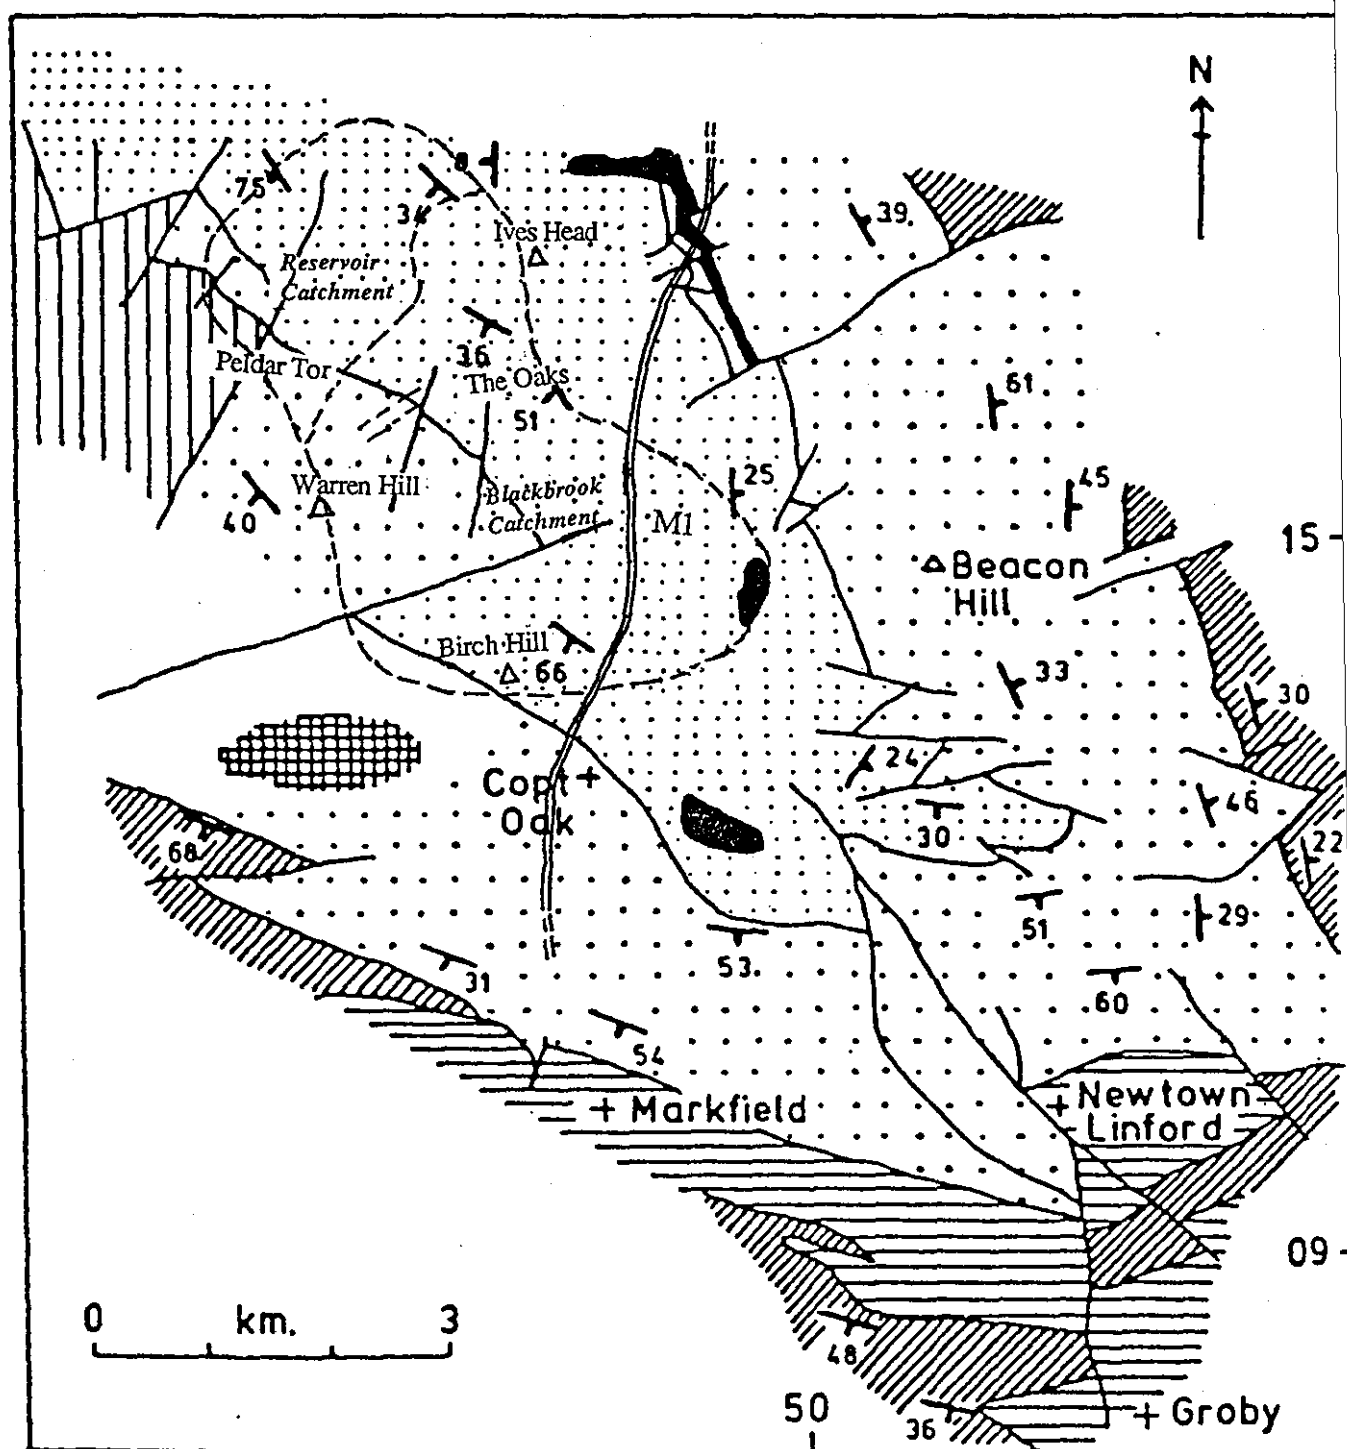 N
75
34
8
39.
Ives Head
Reservoir
Catchment
36
Peldar Tor
The Oaks
51
61
25
45
Warren Hill
40
Blackbrook
Catchment
M1
15
Beacon
Hill
Birch Hill
66
33
30
24
Copt
Oak
30
46
68
22
51
29
53.
31
60
54
Markfield
Newtown
Linford
09
0 km. 3
48
50
36
Groby